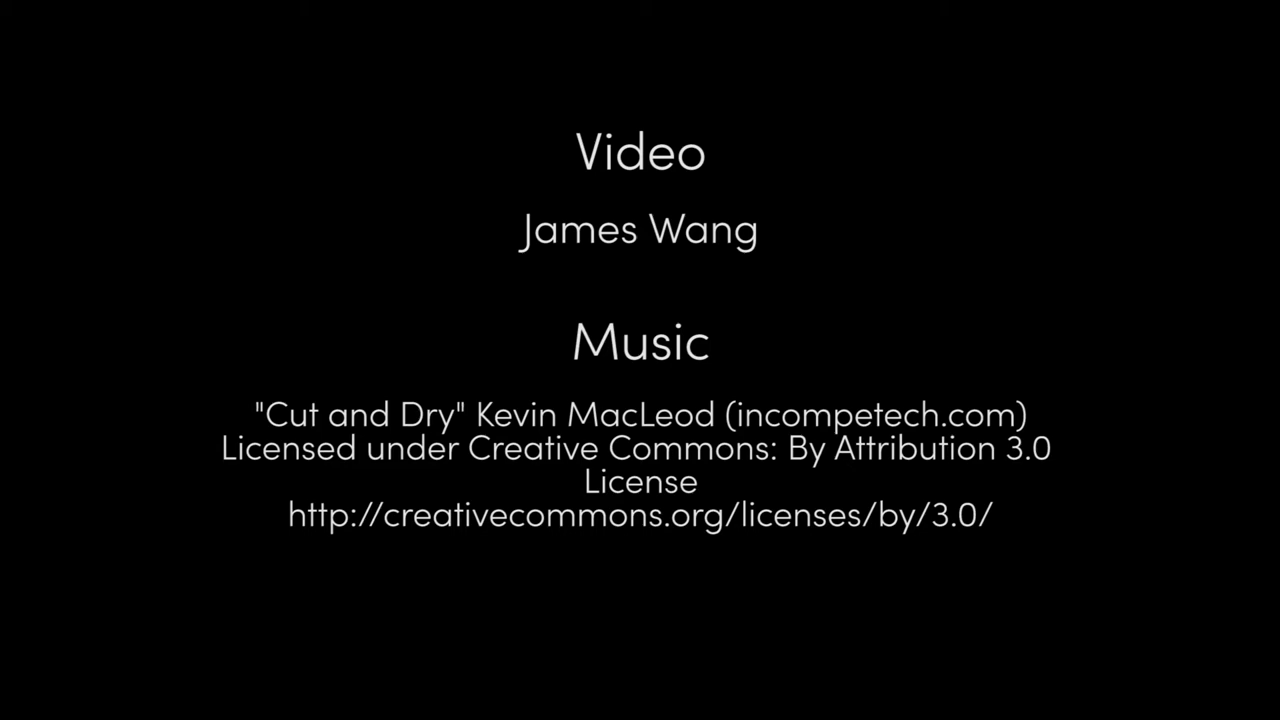 Video
James Wang
Music
"Cut and Dry" Kevin MacLeod (incompetech.com)
Licensed under Creative Commons: By Attribution 3.0
License
http://creativecommons.org/licenses/by/3.0/